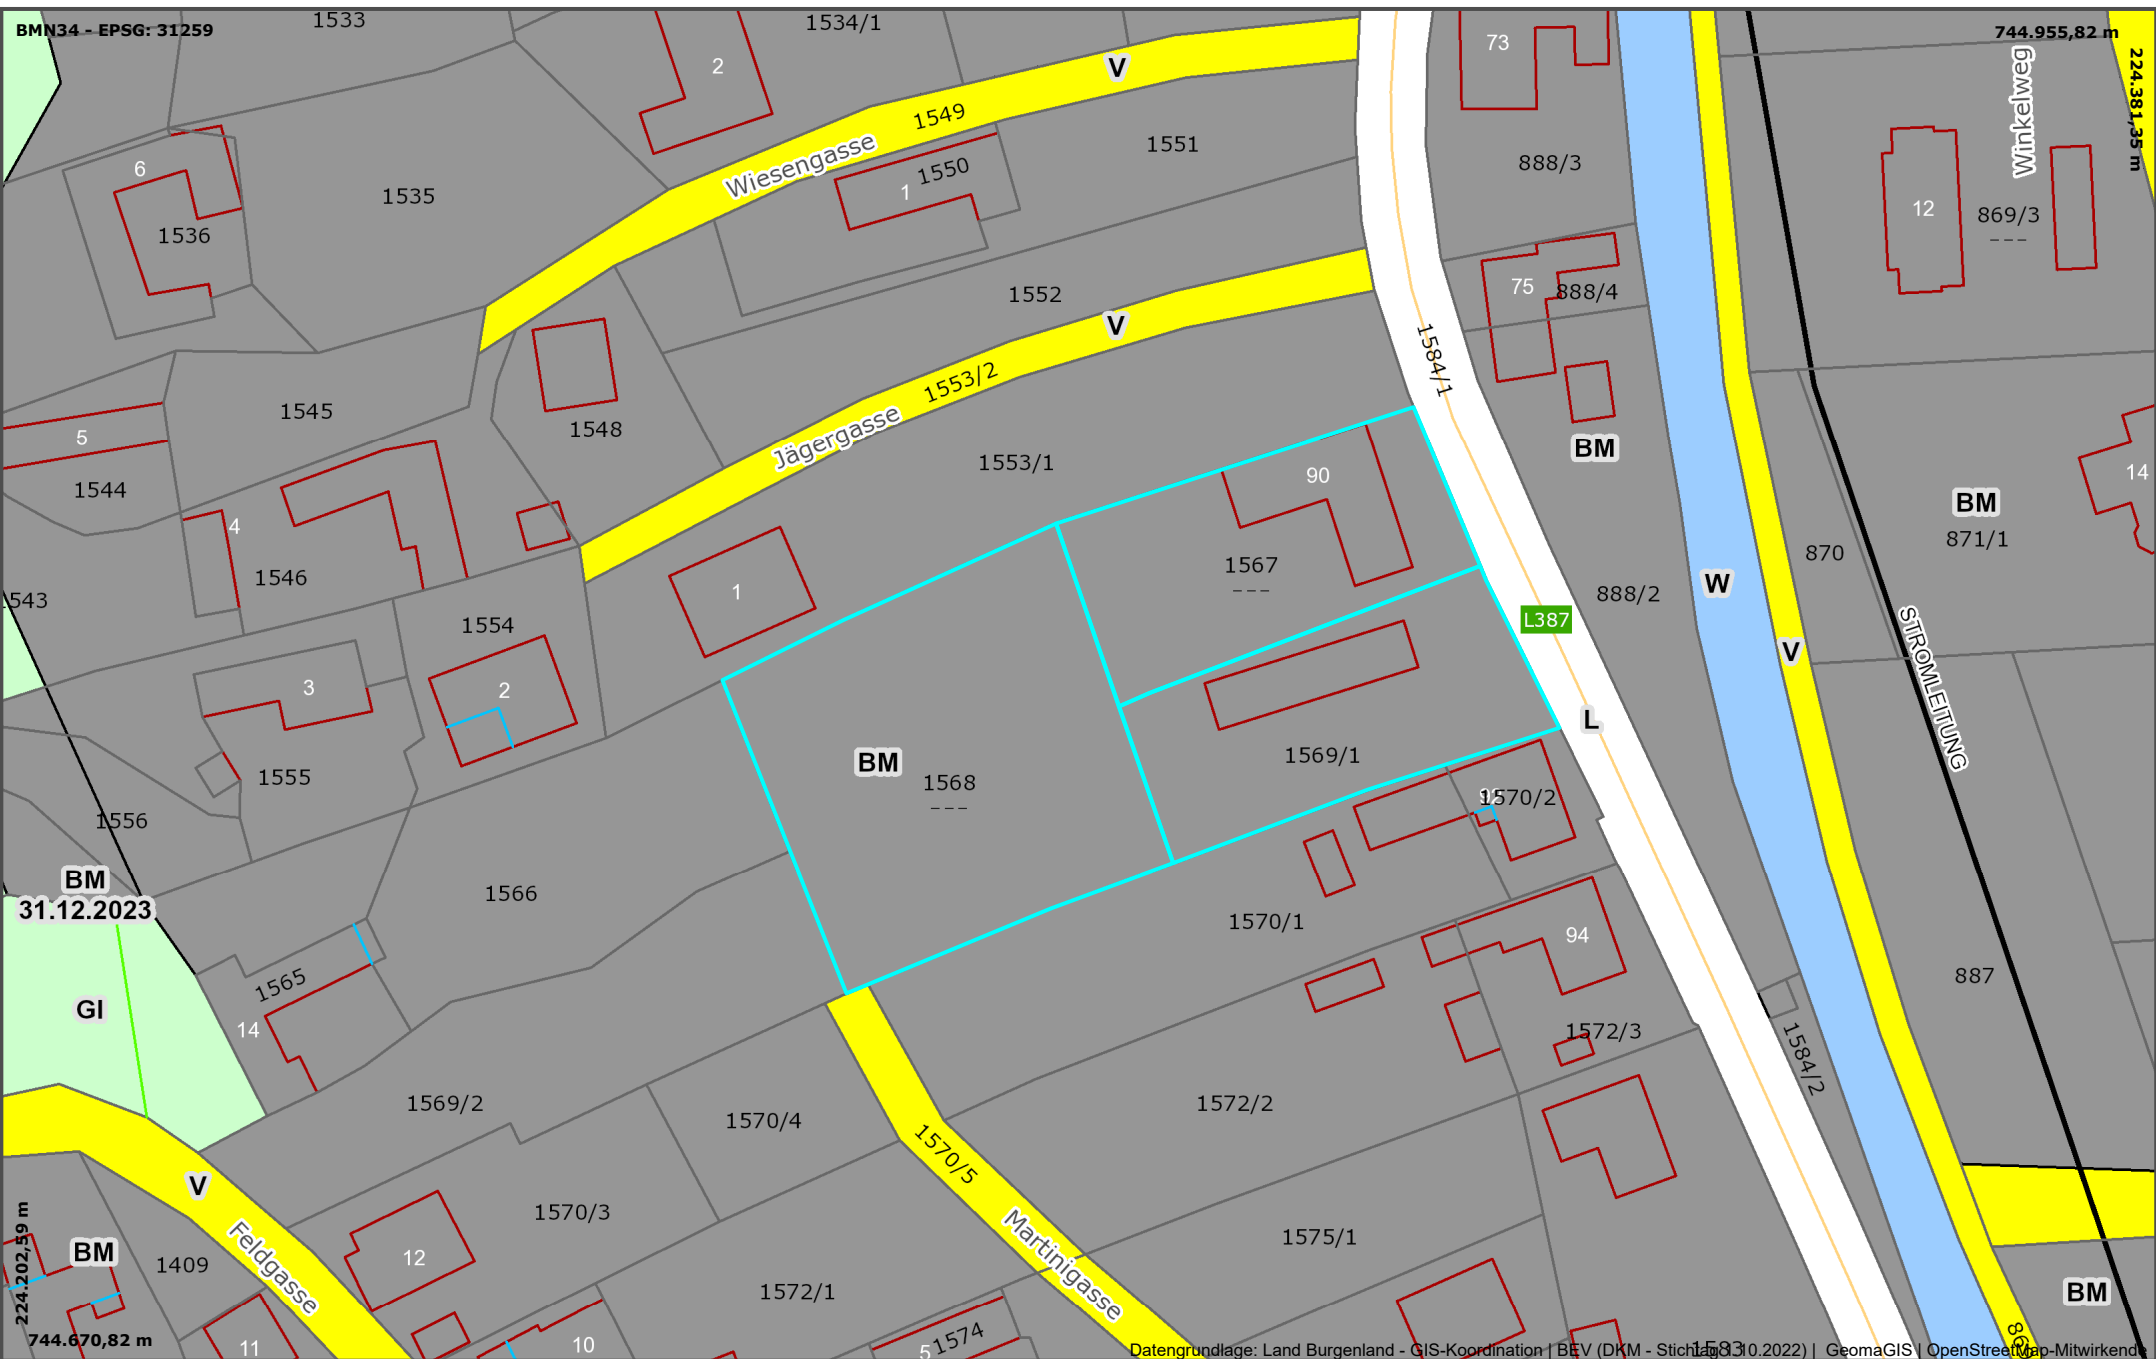 1533
1534/1
73
BMN34 - EPSG: 31259
744.955,82 m
224.381,35 m
2
V
Winkelweg
1549
1551
888/3
6
Wiesengasse
1550
1
1535
12
869/3
---
1536
75
888/4
1552
V
1584/1
1553/2
1545
1548
Jägergasse
5
BM
1544
1553/1
90
14
BM
4
871/1
870
1546
1567
---
1
888/2
W
543
L387
1554
STROMLEITUNG
V
3
2
L
1569/1
BM
1568
---
1555
1570/2
1556
BM
31.12.2023
1566
1570/1
94
887
1565
GI
14
1572/3
1584/2
1569/2
1572/2
1570/4
1570/5
V
1570/3
1575/1
Martinigasse
Feldgasse
BM
1409
12
224.202,59 m
1572/1
BM
744.670,82 m
11
10
5
1574
1583
Datengrundlage: Land Burgenland - GIS-Koordination | BEV (DKM - Stichtag 1.10.2022) | GeomaGIS | OpenStreetMap-Mitwirkende